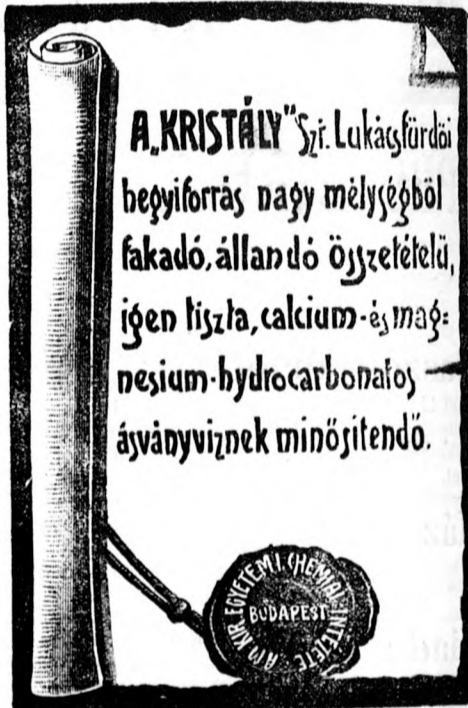 A „KRISTÁLY" Szt. Lukácsfürdői
hegyiforrás nagy mélységből
fakadó, állandó összetételű,
igen tiszta, calcium- és mag=
nesium-hydrocarbonatos
ásványviznek minősítendő.
A M. KIR. EGYETEMI CHEMIAI INTÉZETE
BUDAPEST